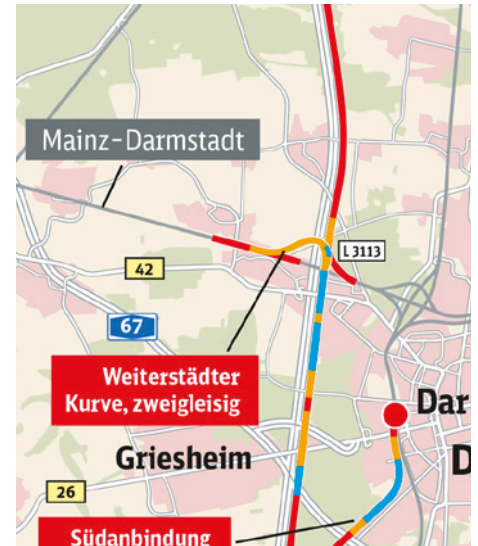 Mainz-Darmstadt
L 3113
42
67
Weiterstädter
Kurve, zweigleisig
Dar
Griesheim
D
26
Südanbindung